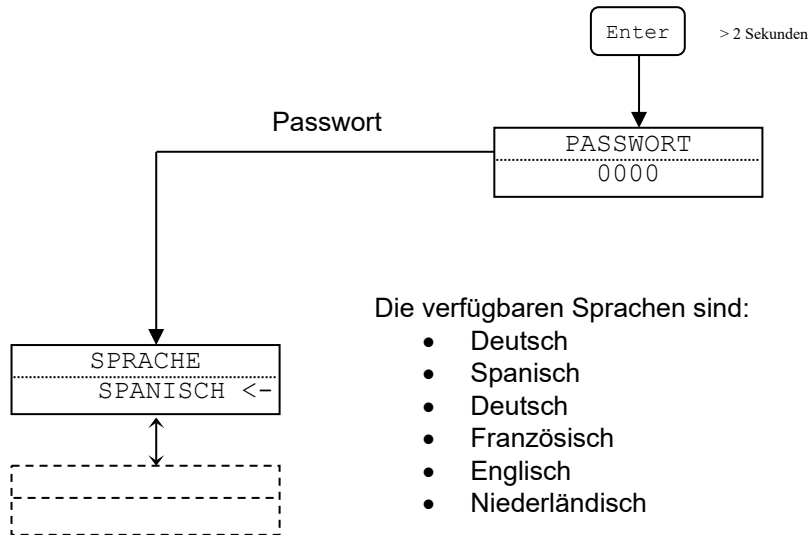 Enter
> 2 Sekunden
Passwort
PASSWORT
0000
Die verfügbaren Sprachen sind:
• Deutsch
• Spanisch
• Deutsch
• Französisch
• Englisch
• Niederländisch
SPRACHE
SPANISCH <-